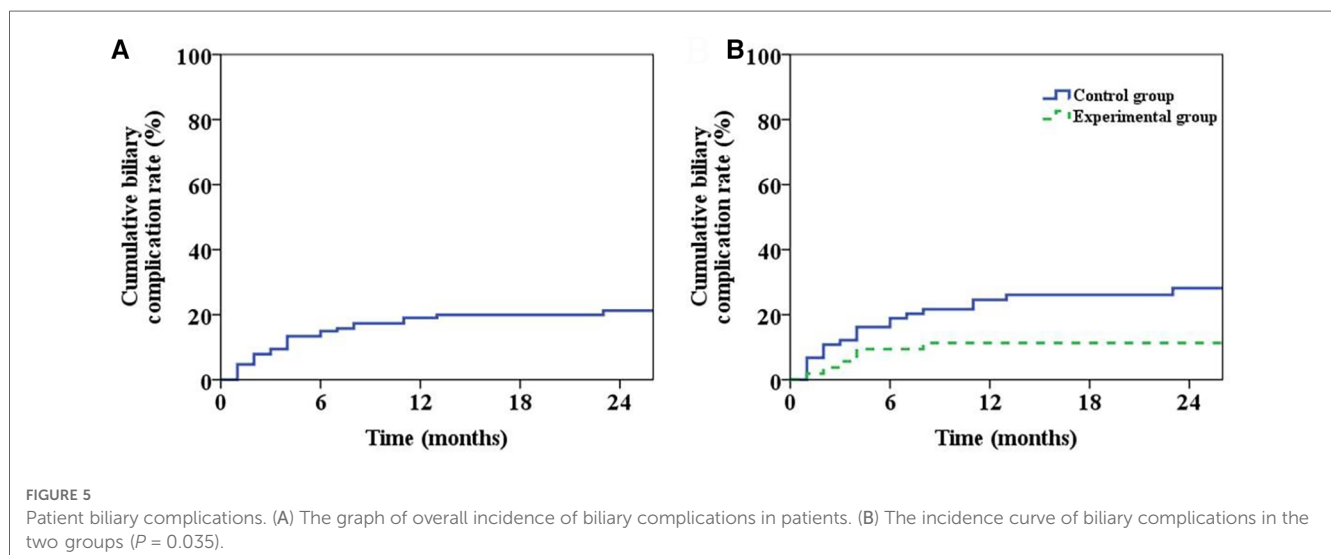 A
100
80
60
40
20
0
Cumulative biliary
complication rate (%)
0 6 12 18 24
Time (months)
B
100
80
60
40
20
0
Cumulative biliary
complication rate (%)
Control group
Experimental group
0 6 12 18 24
Time (months)
FIGURE 5
Patient biliary complications. (A) The graph of overall incidence of biliary complications in patients. (B) The incidence curve of biliary complications in the
two groups (P = 0.035).